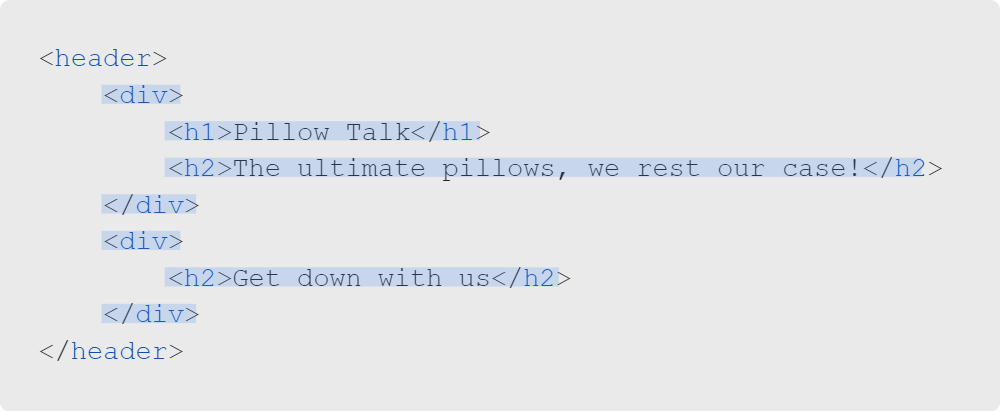 <header>
    <div>
        <h1>Pillow Talk</h1>
        <h2>The ultimate pillows, we rest our case!</h2>
    </div>
    <div>
        <h2>Get down with us</h2>
    </div>
</header>